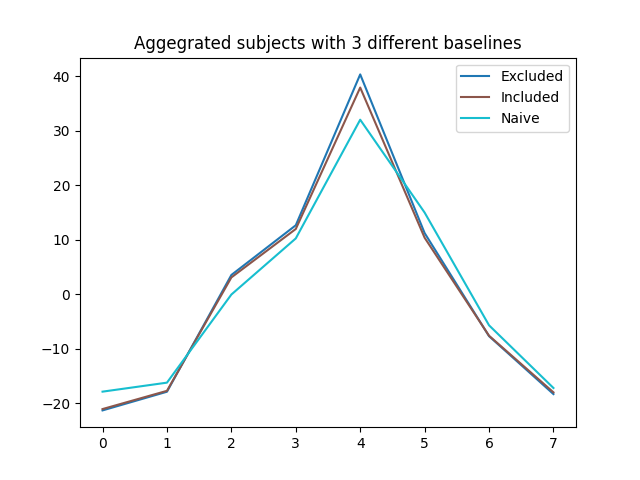 Aggegrated subjects with 3 different baselines
40
30
20
10
0
−10
−20
0 1 2 3 4 5 6 7
Excluded
Included
Naive